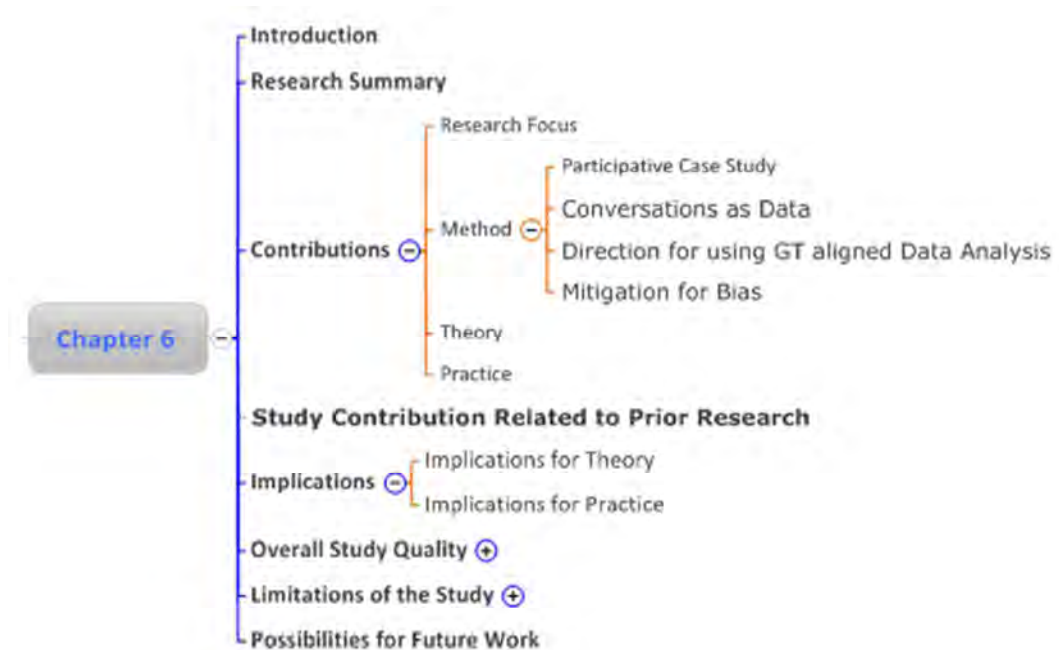 Introduction
Research Summary
Research Focus
Participative Case Study
Conversations as Data
Contributions
Method
Direction for using GT aligned Data Analysis
Mitigation for Bias
Chapter 6
Theory
Practice
Study Contribution Related to Prior Research
Implications for Theory
Implications
Implications for Practice
Overall Study Quality
Limitations of the Study
Possibilities for Future Work